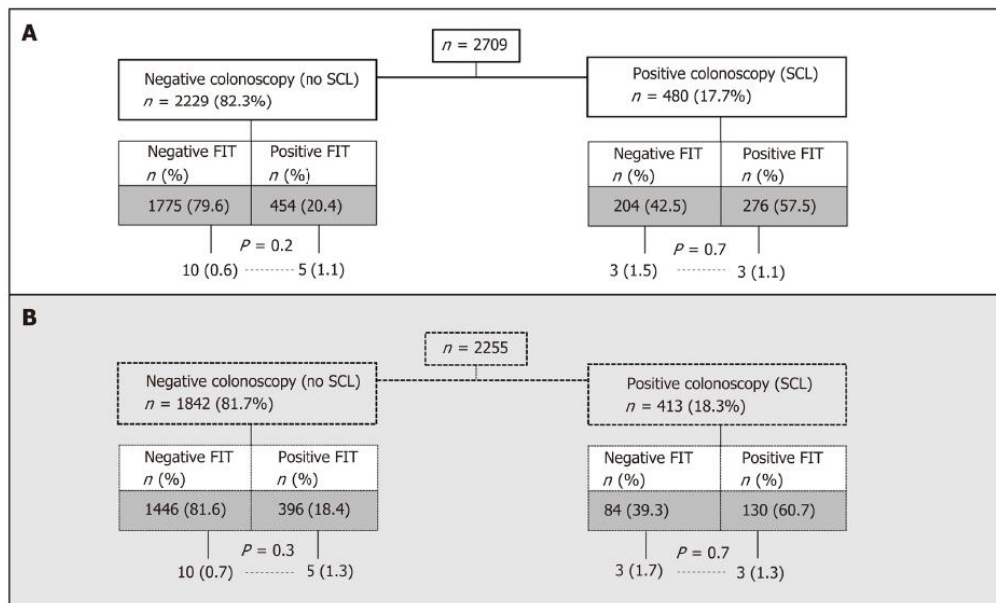 A
n = 2709
Negative colonoscopy (no SCL)
n = 2229 (82.3%)
Positive colonoscopy (SCL)
n = 480 (17.7%)
Negative FIT Positive FIT
n (%) n (%)
1775 (79.6) 454 (20.4)
P = 0.2
10 (0.6) 5 (1.1)
Negative FIT Positive FIT
n (%) n (%)
204 (42.5) 276 (57.5)
P = 0.7
3 (1.5) 3 (1.1)
B
n = 2255
Negative colonoscopy (no SCL)
n = 1842 (81.7%)
Positive colonoscopy (SCL)
n = 413 (18.3%)
Negative FIT Positive FIT
n (%) n (%)
1446 (81.6) 396 (18.4)
P = 0.3
10 (0.7) 5 (1.3)
Negative FIT Positive FIT
n (%) n (%)
84 (39.3) 130 (60.7)
P = 0.7
3 (1.7) 3 (1.3)